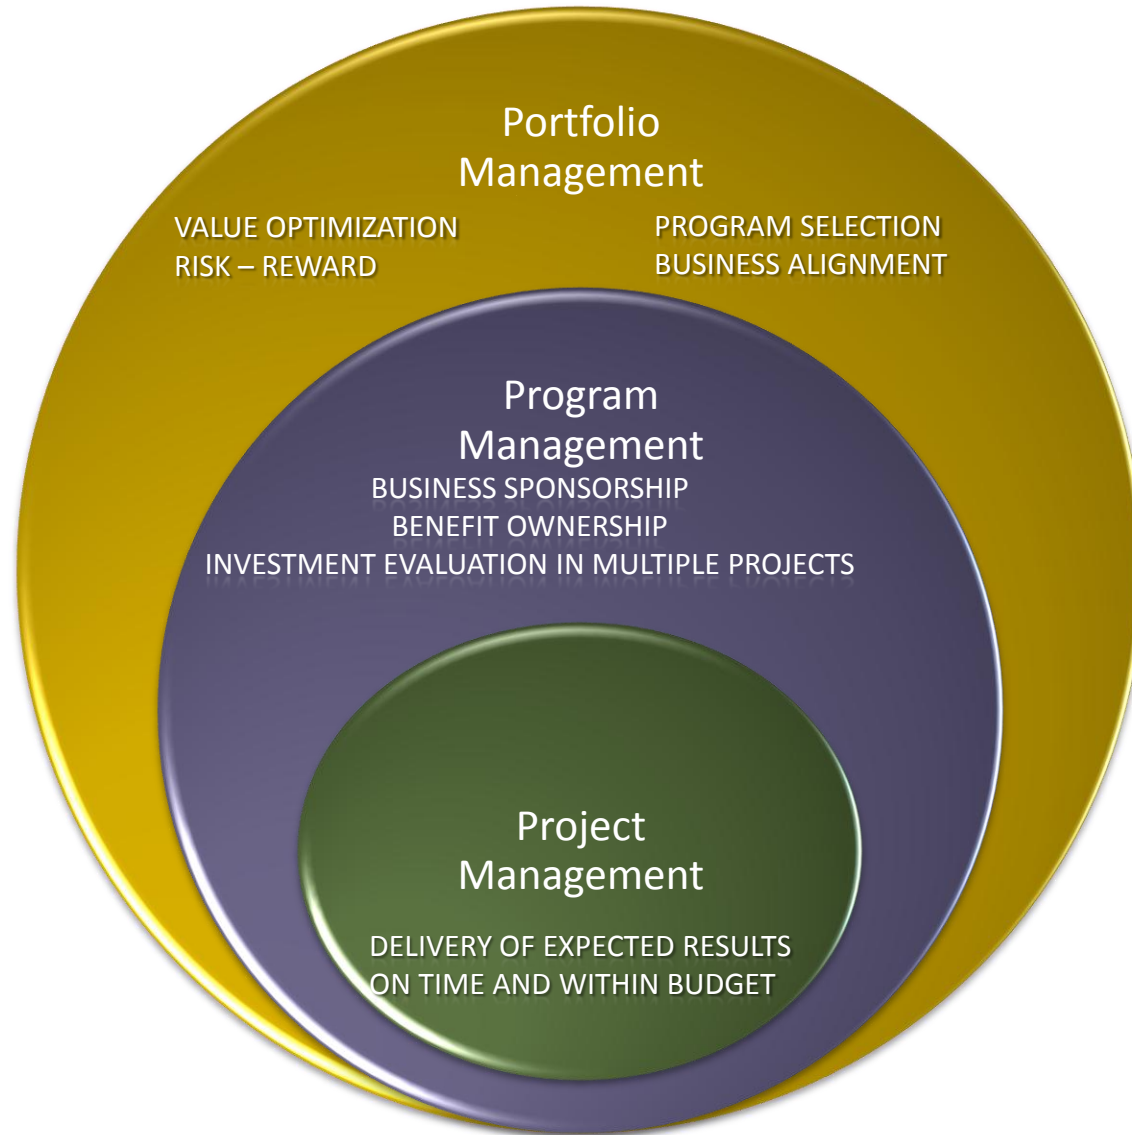 Portfolio
Management
VALUE OPTIMIZATION
RISK – REWARD
PROGRAM SELECTION
BUSINESS ALIGNMENT
Program
Management
BUSINESS SPONSORSHIP
BENEFIT OWNERSHIP
INVESTMENT EVALUATION IN MULTIPLE PROJECTS
Project
Management
DELIVERY OF EXPECTED RESULTS
ON TIME AND WITHIN BUDGET